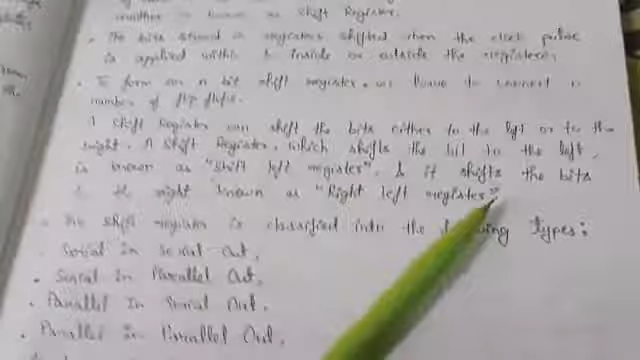 is known as Shift Register.
• The bits stored in registers shifted when the clock pulse
is applied within & inside or outside the registers.
• To form an n bit shift register, we have to connect n
number of flip flops.
A shift Register can shift the bits either to the left or to the
right. A Shift Register, which shifts the bit to the left,
is known as "Shift left register". & it shifts the bits
to the right known as "Right left register"
The shift register is classified into the types:
Serial In Serial Out,
• Serial In Parallel Out,
• Parallel In Serial Out,
• Parallel in Parallel Out,